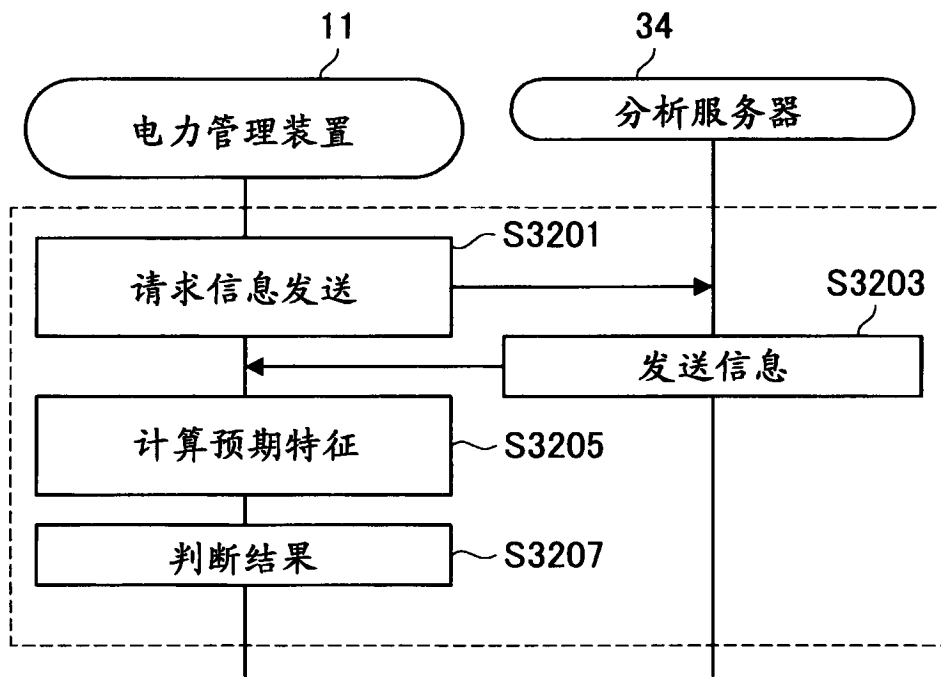 11
34
电力管理装置
分析服务器
S3201
请求信息发送
S3203
发送信息
计算预期特征
S3205
判断结果
S3207